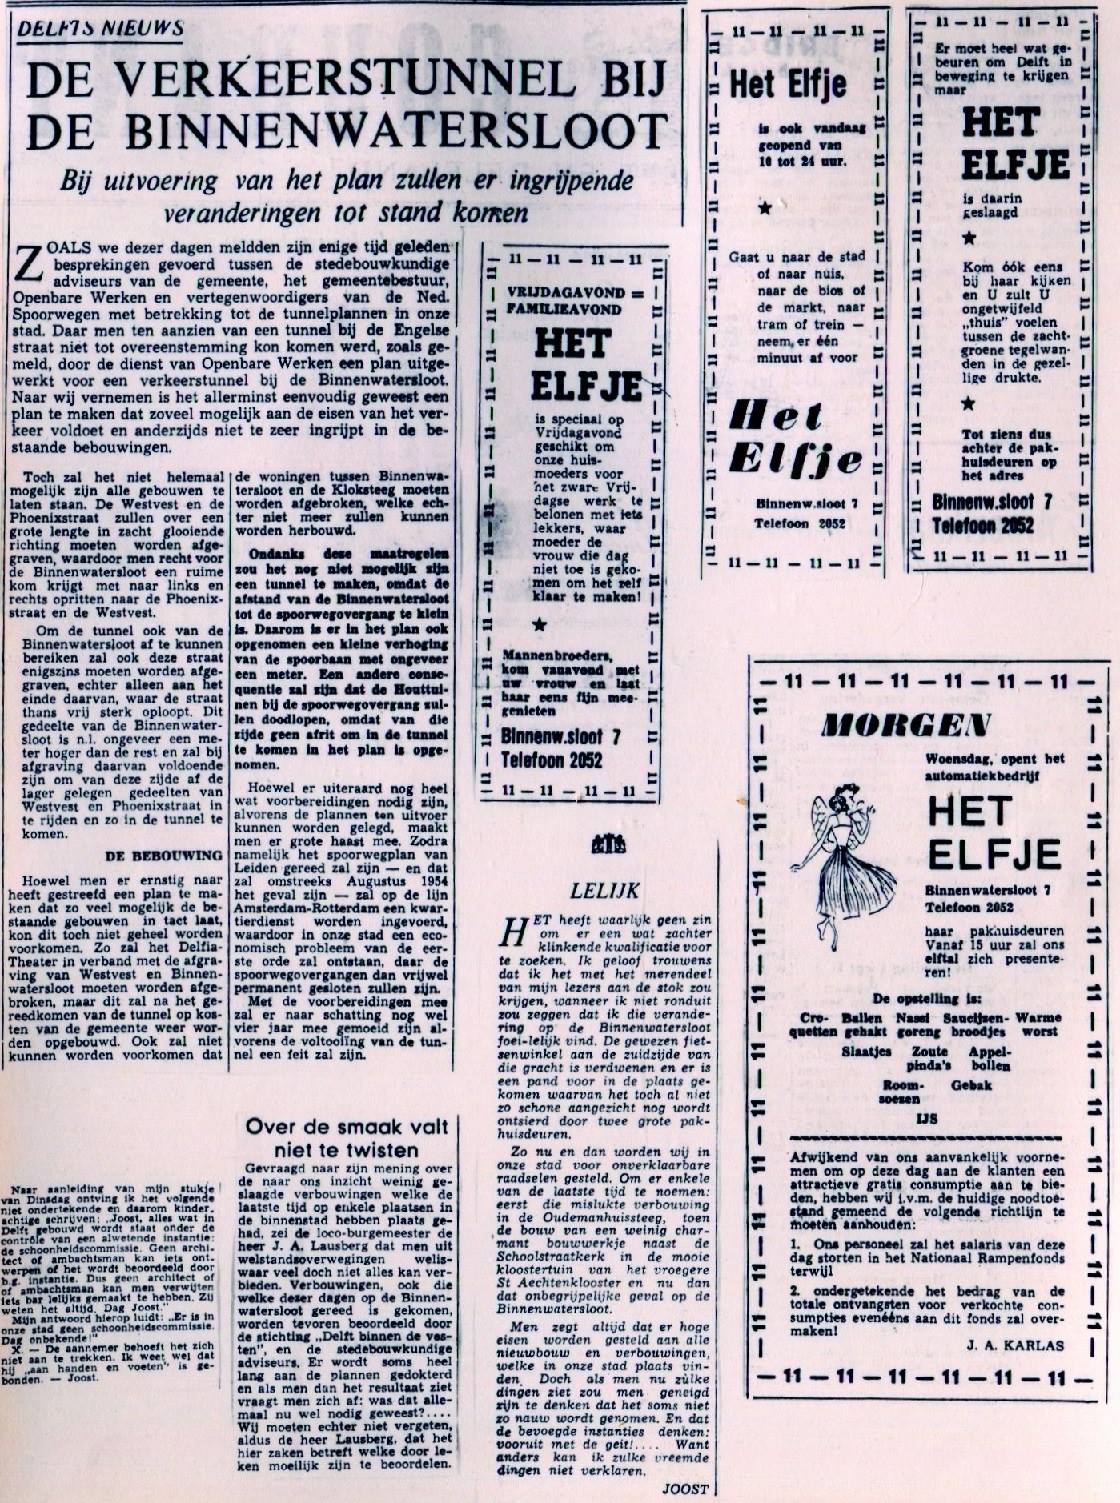 DELFTS NIEUWS
DE VERKEERSTUNNEL BIJ
DE BINNENWATERSLOOT
Bij uitvoering van het plan zullen er ingrijpende
veranderingen tot stand komen
ZOALS we dezer dagen meldden zijn enige tijd geleden
besprekingen gevoerd tussen de stedebouwkundige
adviseurs van de gemeente, het gemeentebestuur,
Openbare Werken en vertegenwoordigers van de Ned.
Spoorwegen met betrekking tot de tunnelplannen in onze
stad. Daar men ten aanzien van een tunnel bij de Engelse
straat niet tot overeenstemming kon komen werd, zoals ge-
meld, door de dienst van Openbare Werken een plan uitge-
werkt voor een verkeerstunnel bij de Binnenwatersloot.
Naar wij vernemen is het allerminst eenvoudig geweest een
plan te maken dat zoveel mogelijk aan de eisen van het ver-
keer voldoet en anderzijds niet te zeer ingrijpt in de be-
staande bebouwingen.
Toch zal het niet helemaal
mogelijk zijn alle gebouwen te
laten staan. De Westvest en de
Phoenixstraat zullen over een
grote lengte in zacht glooiende
richting moeten worden afge-
graven, waardoor men recht voor
de Binnenwatersloot een ruime
kom krijgt met naar links en
rechts opritten naar de Phoenix-
straat en de Westvest.
Om de tunnel ook van de
Binnenwatersloot af te kunnen
bereiken zal ook deze straat
enigszins moeten worden afge-
graven, echter alleen aan het
einde daarvan, waar de straat
thans vrij sterk oploopt. Dit
gedeelte van de Binnenwater-
sloot is n.l. ongeveer een me-
ter hoger dan de rest en zal bij
afgraving daarvan voldoende
zijn om van deze zijde af de
lager gelegen gedeelten van
Westvest en Phoenixstraat in
te rijden en zo in de tunnel te
komen.
DE BEBOUWING
Hoewel men er ernstig naar
heeft gestreefd een plan te ma-
ken dat zo veel mogelijk de be-
staande gebouwen in tact laat,
kon dit toch niet geheel worden
voorkomen. Zo zal het Delfia-
Theater in verband met de afgra-
ving van Westvest en Binnen-
watersloot moeten worden afge-
broken, maar dit zal na het ge-
reedkomen van de tunnel op kos-
ten van de gemeente weer wor-
den opgebouwd. Ook zal niet
kunnen worden voorkomen dat
de woningen tussen Binnenwa-
tersloot en de Kloksteeg moeten
worden afgebroken, welke ech-
ter niet meer zullen kunnen
worden herbouwd.
Ondanks deze maatregelen
zou het nog niet mogelijk zijn
een tunnel te maken, omdat de
afstand van de Binnenwatersloot
tot de spoorwegovergang te klein
is. Daarom is er in het plan ook
opgenomen een kleine verhoging
van de spoorbaan met ongeveer
een meter. Een andere conse-
quentie zal zijn dat de Houttui-
nen bij de spoorwegovergang zul-
len doodlopen, omdat van die
zijde geen afrit om in de tunnel
te komen in het plan is opge-
nomen.
Hoewel er uiteraard nog heel
wat voorbereidingen nodig zijn,
alvorens de plannen ten uitvoer
kunnen worden gelegd, maakt
men er grote haast mee. Zodra
namelijk het spoorwegplan van
Leiden gereed zal zijn — en dat
zal omstreeks Augustus 1954
het geval zijn — zal op de lijn
Amsterdam-Rotterdam een kwar-
tierdienst worden ingevoerd,
waardoor in onze stad een eco-
nomisch probleem van de eer-
ste orde zal ontstaan, daar de
spoorwegovergangen dan vrijwel
permanent gesloten zullen zijn.
Met de voorbereidingen mee
zal er naar schatting nog wel
vier jaar mee gemoeid zijn al-
vorens de voltooiing van de tun-
nel een feit zal zijn.
Naar aanleiding van mijn stukje
van Dinsdag ontving ik het volgende
niet ondertekende en daarom kinder-
achtige schrijven: „Joost, alles wat in
Delft gebouwd wordt staat onder de
contrôle van een alwetende instantie:
de schoonheidscommissie. Geen archi-
tect of ambachtsman kan iets ont-
werpen of het wordt beoordeeld door
b.g. instantie. Dus geen architect of
of ambachtsman kan men verwijten
iets bar lelijks gemaakt te hebben. Zij
weten het altijd. Dag Joost."
Mijn antwoord hierop luidt: „Er is in
onze stad geen schoonheidscommissie.
Dag onbekende!"
X. — De aannemer behoeft het zich
niet aan te trekken. Ik weet wel dat
hij „aan handen en voeten" is ge-
bonden. — Joost.
Over de smaak valt
niet te twisten
Gevraagd naar zijn mening over
de naar ons inzicht weinig ge-
slaagde verbouwingen welke de
laatste tijd op enkele plaatsen in
de binnenstad hebben plaats ge-
had, zei de loco-burgemeester de
heer J. A. Lausberg dat men uit
welstandsoverwegingen welis-
waar veel doch niet alles kan ver-
bieden. Verbouwingen, ook die
welke dezer dagen op de Binnen-
watersloot gereed is gekomen,
worden tevoren beoordeeld door
de stichting „Delft binnen de ves-
ten", en de stedebouwkundige
adviseurs. Er wordt soms heel
lang aan de plannen gedokterd
en als men dan het resultaat ziet
vraagt men zich af: was dat alle-
maal nu wel nodig geweest?....
Wij moeten echter niet vergeten,
aldus de heer Lausberg, dat het
hier zaken betreft welke door le-
ken moeilijk zijn te beoordelen.
11 — 11 — 11 — 11
VRIJDAGAVOND =
FAMILIEAVOND
HET
ELFJE
is speciaal op
Vrijdagavond
geschikt om
onze huis-
moeders voor
het zware Vrij-
dagse werk te
belonen met iets
lekkers, waar
moeder de
vrouw die dag
niet toe is geko-
men om het zelf
klaar te maken!
★
Mannenbroeders,
kom vanavond met
uw vrouw en laat
haar eens fijn mee-
genieten
Binnenw.sloot 7
Telefoon 2052
11 — 11 — 11 — 11
LELIJK
HET heeft waarlijk geen zin
om er een wat zachter
klinkende kwalificatie voor
te zoeken. Ik geloof trouwens
dat ik het met het merendeel
van mijn lezers aan de stok zou
krijgen, wanneer ik niet ronduit
zou zeggen dat ik die verande-
ring op de Binnenwatersloot
foei-lelijk vind. De gewezen fiet-
senwinkel aan de zuidzijde van
die gracht is verdwenen en er is
een pand voor in de plaats ge-
komen waarvan het toch al niet
zo schone aangezicht nog wordt
ontsierd door twee grote pak-
huisdeuren.
Zo nu en dan worden wij in
onze stad voor onverklaarbare
raadselen gesteld. Om er enkele
van de laatste tijd te noemen:
eerst die mislukte verbouwing
in de Oudemanhuissteeg, toen
de bouw van een weinig char-
mant bouwwerkje naast de
Schoolstraatkerk in de mooie
kloostertuin van het vroegere
St Aechtenklooster en nu dan
dat onbegrijpelijke geval op de
Binnenwatersloot.
Men zegt altijd dat er hoge
eisen worden gesteld aan alle
nieuwbouw en verbouwingen,
welke in onze stad plaats vin-
den. Doch als men nu zulke
dingen ziet zou men geneigd
zijn te denken dat het soms niet
zo nauw wordt genomen. En dat
de bevoegde instanties denken:
vooruit met de geit!.... Want
anders kan ik zulke vreemde
dingen niet verklaren.
JOOST
11 — 11 — 11 — 11
Het Elfje
is ook vandaag
geopend van
10 tot 24 uur.
★
Gaat u naar de stad
of naar huis,
naar de bios of
de markt, naar
tram of trein —
neem, er één
minuut af voor
Het
Elfje
Binnenw.sloot 7
Telefoon 2052
11 — 11 — 11 — 11
11 — 11 — 11 — 11
Er moet heel wat ge-
beuren om Delft in
beweging te krijgen
maar
HET
ELFJE
is daarin
geslaagd
★
Kom óók eens
bij haar kijken
en U zult U
ongetwijfeld
„thuis" voelen
tussen de zacht-
groene tegelwan-
den in de gezel-
lige drukte.
★
Tot ziens dus
achter de pak-
huisdeuren op
het adres
Binnenw.sloot 7
Telefoon 2052
11 — 11 — 11 — 11
— 11 — 11 — 11 — 11 — 11 — 11 —
MORGEN
Woensdag, opent het
automatiekbedrijf
HET
ELFJE
Binnenwatersloot 7
Telefoon 2052
haar pakhuisdeuren
Vanaf 15 uur zal ons
elftal zich presente-
ren!
De opstelling is:
Cro- Ballen Nasi Saucijzen- Warme
quetten gehakt goreng broodjes worst
Slaatjes Zoute Appel-
pinda's bollen
Room- Gebak
soezen
IJS
Afwijkend van ons aanvankelijk voorne-
men om op deze dag aan de klanten een
attractieve gratis consumptie aan te bie-
den, hebben wij i.v.m. de huidige noodtoe-
stand gemeend de volgende richtlijn te
moeten aanhouden:
1. Ons personeel zal het salaris van deze
dag storten in het Nationaal Rampenfonds
terwijl
2. ondergetekende het bedrag van de
totale ontvangsten voor verkochte con-
sumpties evenééns aan dit fonds zal over-
maken!
J. A. KARLAS
— 11 — 11 — 11 — 11 — 11 — 11 —